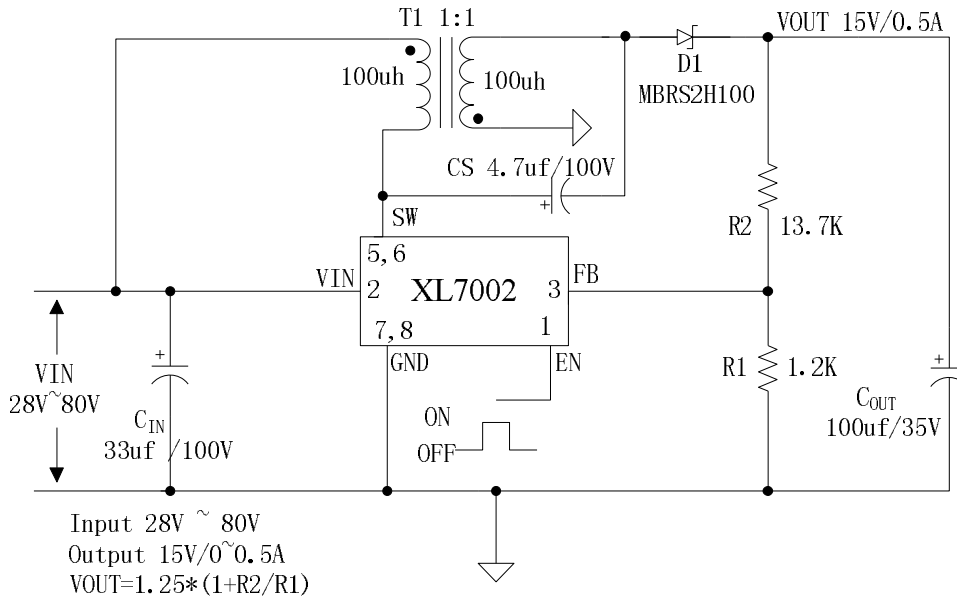 T1 1:1
VOUT 15V/0.5A
100uh
100uh
D1
MBRS2H100
CS 4.7uf/100V
+
SW
R2 13.7K
5,6
VIN
2
XL7002
3
FB
7,8
1
GND
EN
R1 1.2K
+
+
VIN
28V~80V
CIN
33uf /100V
ON
OFF
COUT
100uf/35V
Input 28V ~ 80V
Output 15V/0~0.5A
VOUT=1.25*(1+R2/R1)